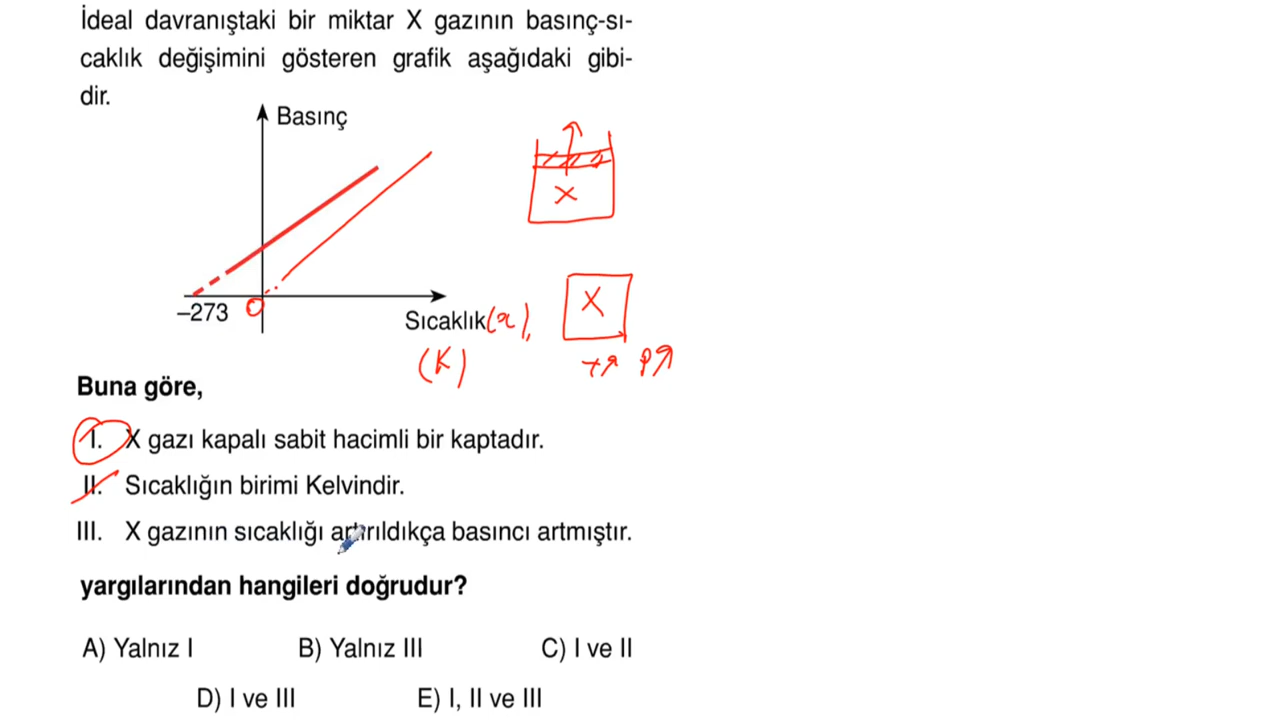 İdeal davranıştaki bir miktar X gazının basınç-sı-
caklık değişimini gösteren grafik aşağıdaki gibi-
dir.
Basınç
X
–273
0
Sıcaklık
X
(K)
P
Buna göre,
I. X gazı kapalı sabit hacimli bir kaptadır.
II. Sıcaklığın birimi Kelvindir.
III. X gazının sıcaklığı artırıldıkça basıncı artmıştır.
yargılarından hangileri doğrudur?
A) Yalnız I B) Yalnız III C) I ve II
D) I ve III E) I, II ve III